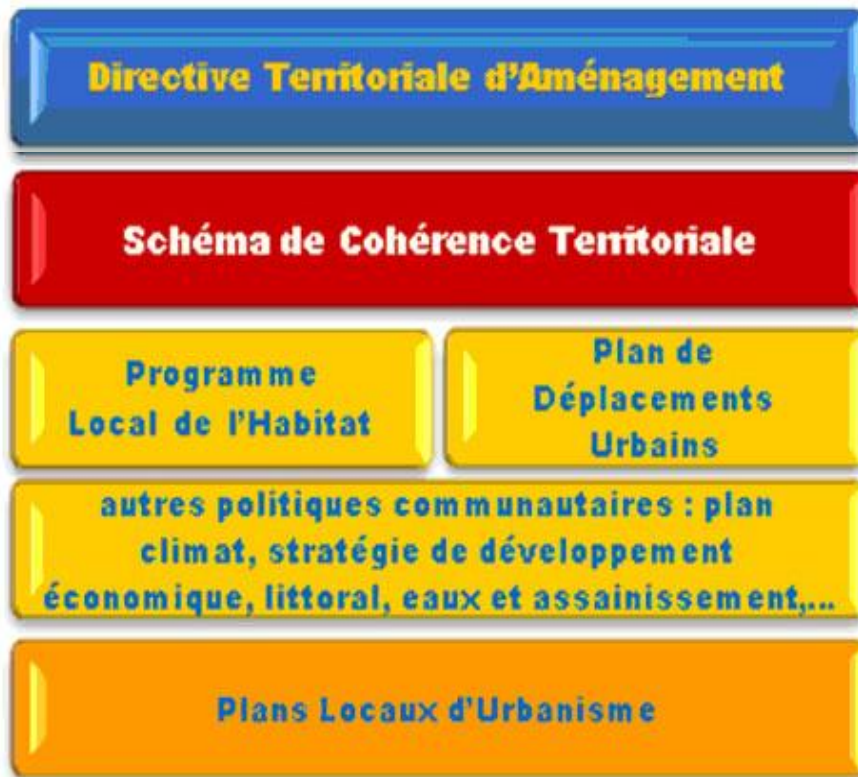 Directive Territoriale d'Aménagement
Schéma de Cohérence Territoriale
Programme
Local de l'Habitat
Plan de
Déplacements
Urbains
autres politiques communautaires : plan
climat, stratégie de développement
économique, littoral, eaux et assainissement,...
Plans Locaux d'Urbanisme